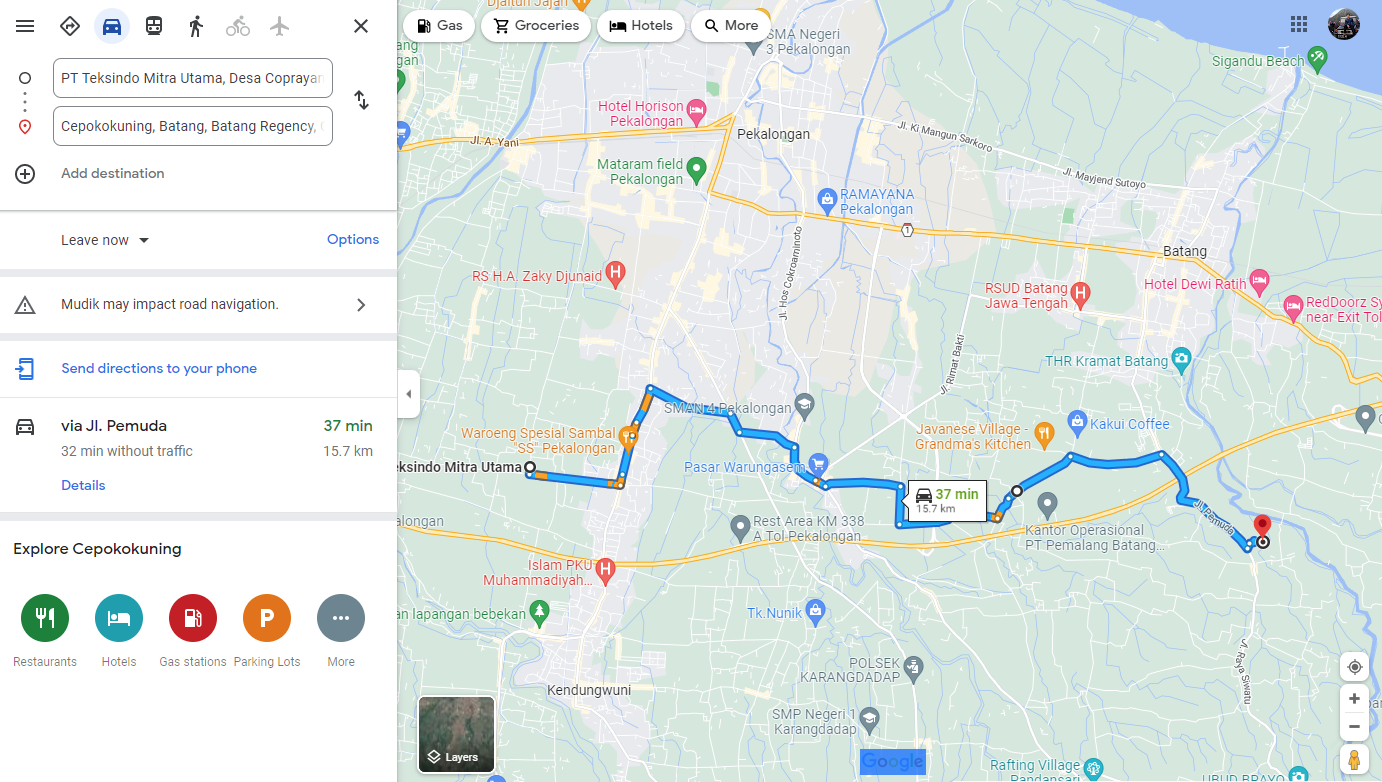 PT Teksindo Mitra Utama, Desa Coprayan
Cepokokuning, Batang, Batang Regency,
Add destination
Leave now
Options
Mudik may impact road navigation.
Send directions to your phone
via Jl. Pemuda
37 min
32 min without traffic
15.7 km
Details
Explore Cepokokuning
Restaurants
Hotels
Gas stations
Parking Lots
More
Gas
Groceries
Hotels
More
SMA Negeri
3 Pekalongan
Sigandu Beach
Hotel Horison
Pekalongan
Pekalongan
Jl. A. Yani
Jl. Ki Mangun Sarkoro
Mataram field
Pekalongan
Jl. Mayjend Sutoyo
RAMAYANA
Pekalongan
1
Jl. Hos Cokroaminoto
Batang
RS H.A. Zaky Djunaid
RSUD Batang
Jawa Tengah
Hotel Dewi Ratih
RedDoorz Sy
near Exit Tol
Jl. Rimat Bakti
THR Kramat Batang
SMAN 4 Pekalongan
Waroeng Spesial Sambal
"SS" Pekalongan
Javanese Village -
Grandma's Kitchen
Kakui Coffee
eksindo Mitra Utama
Pasar Warungasem
37 min
15.7 km
Jl. Pemuda
Rest Area KM 338
A Tol Pekalongan
Kantor Operasional
PT Pemalang Batang...
alongan
Islam PKU
Muhammadiyah...
an lapangan bebekan
Tk.Nunik
POLSEK
KARANGDADAP
Jl. Raya Siwatu
Kendungwuni
SMP Negeri 1
Karangdadap
Layers
Google
Rafting Village
Pandansari
UBUD BRAYO